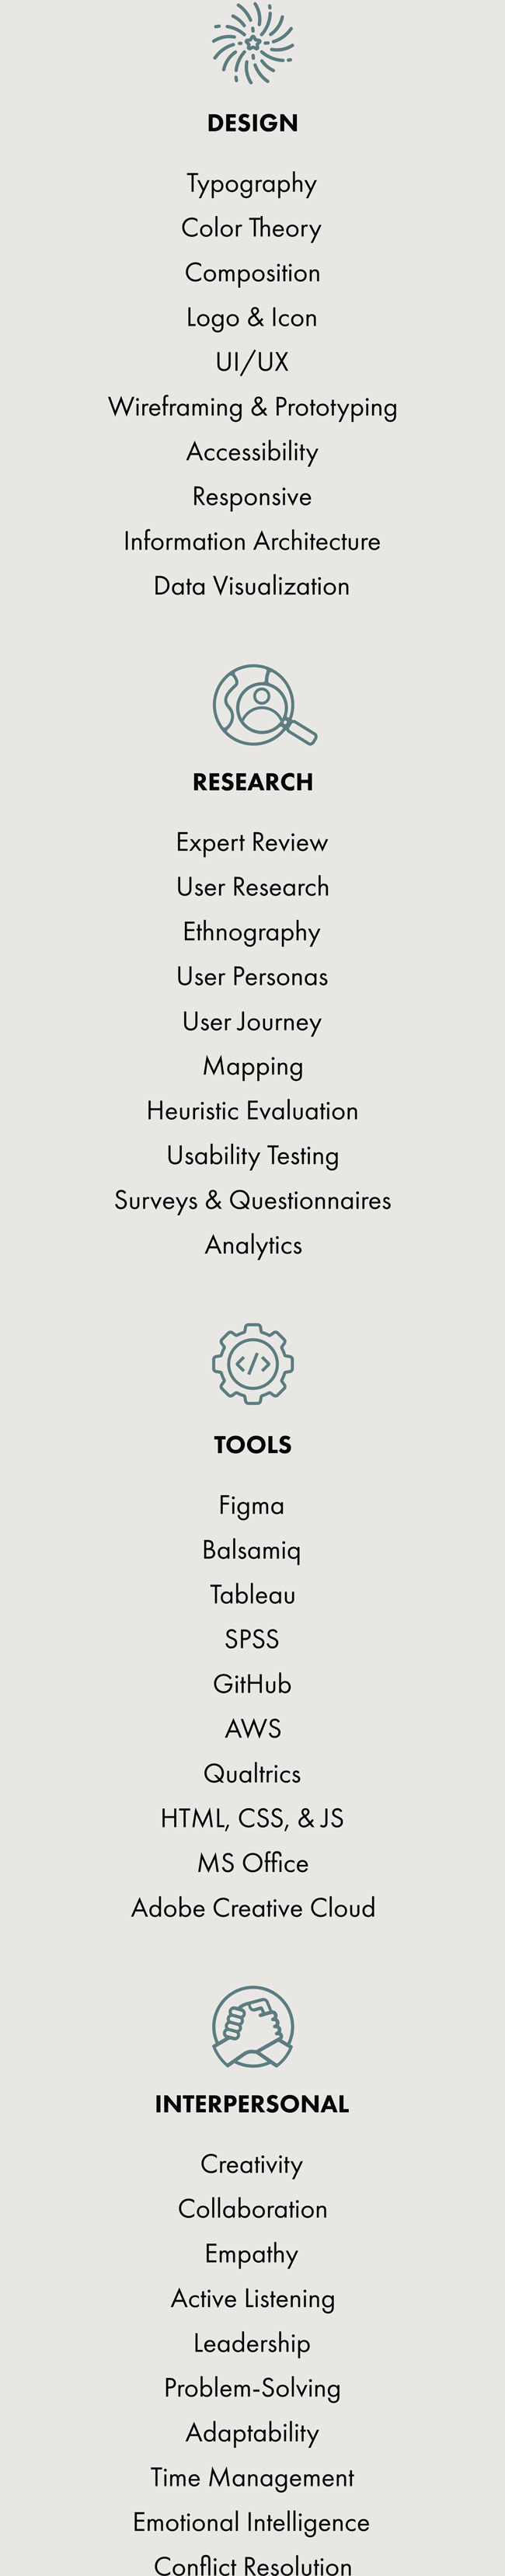 DESIGN
Typography
Color Theory
Composition
Logo & Icon
UI/UX
Wireframing & Prototyping
Accessibility
Responsive
Information Architecture
Data Visualization
RESEARCH
Expert Review
User Research
Ethnography
User Personas
User Journey
Mapping
Heuristic Evaluation
Usability Testing
Surveys & Questionnaires
Analytics
</>
TOOLS
Figma
Balsamiq
Tableau
SPSS
GitHub
AWS
Qualtrics
HTML, CSS, & JS
MS Office
Adobe Creative Cloud
INTERPERSONAL
Creativity
Collaboration
Empathy
Active Listening
Leadership
Problem-Solving
Adaptability
Time Management
Emotional Intelligence
Conflict Resolution